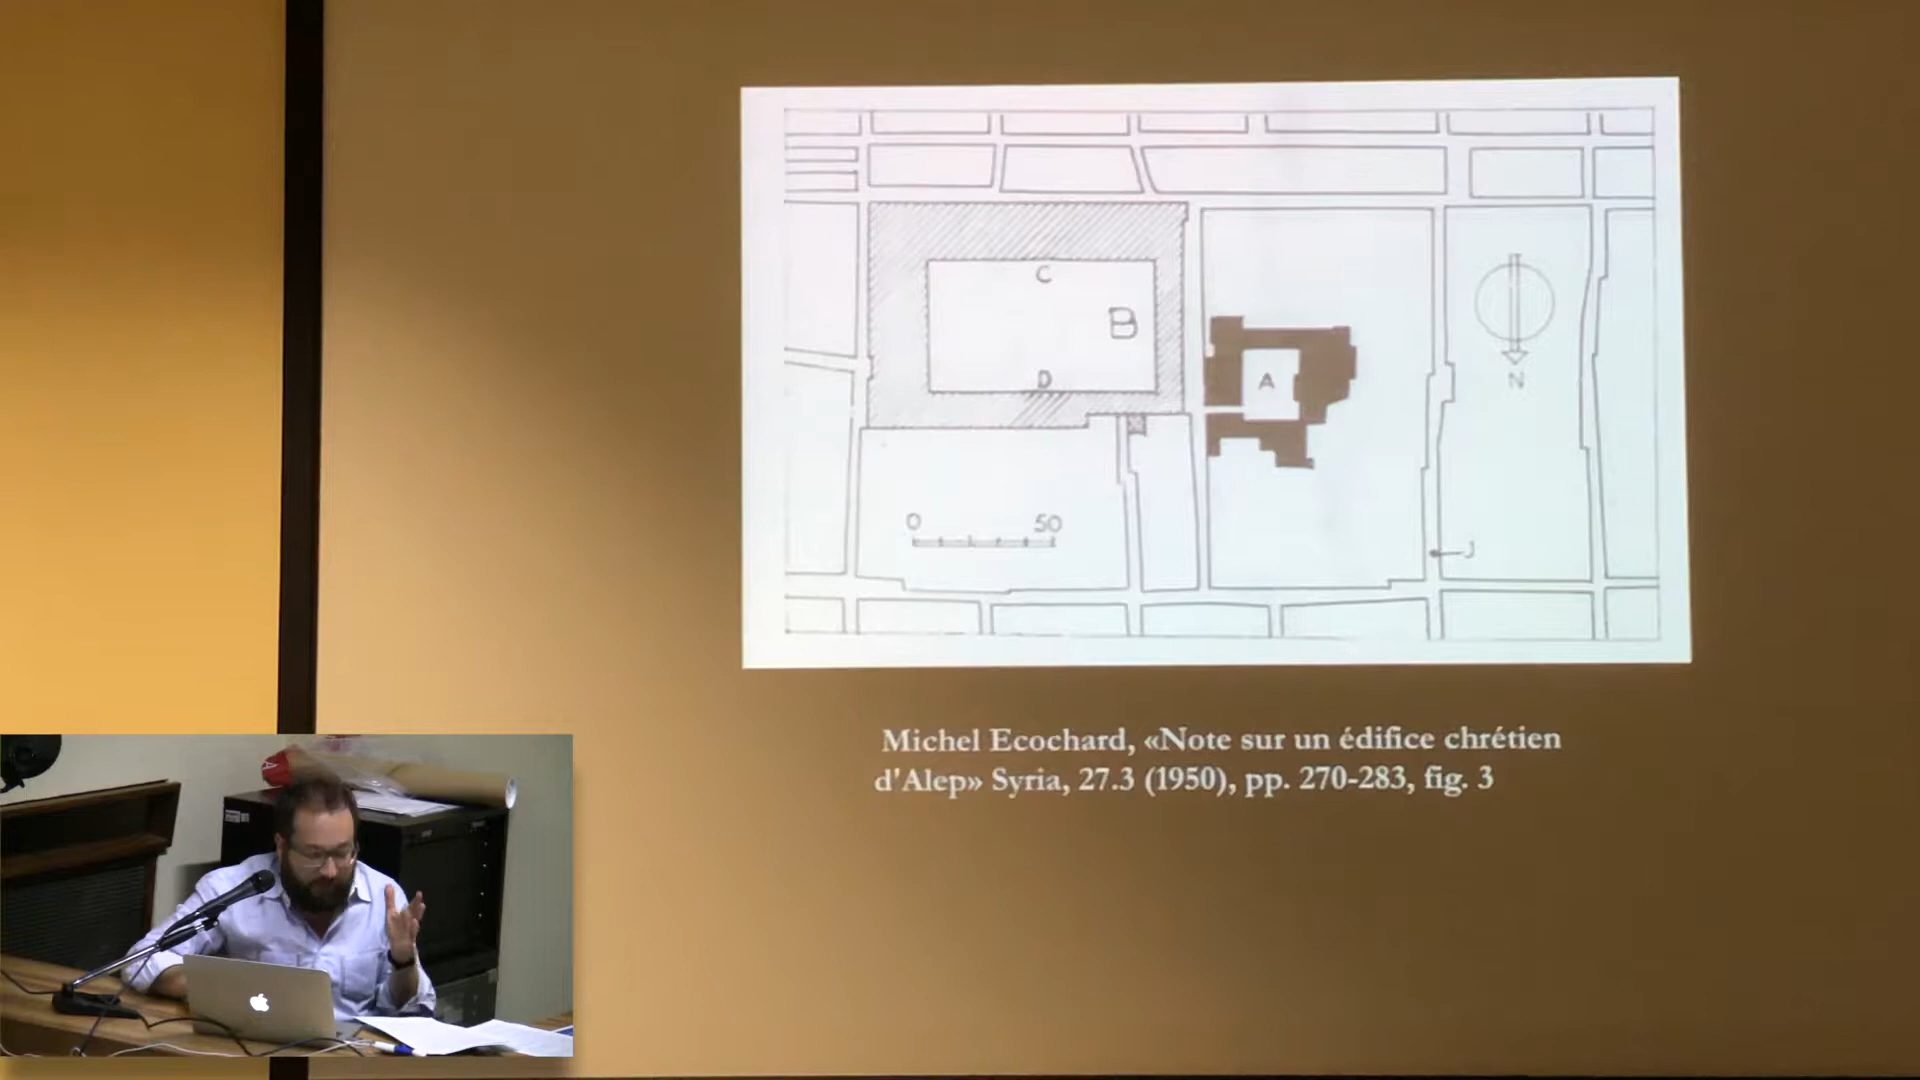 C
B
D
A
N
0 50
J
Michel Ecochard, «Note sur un édifice chrétien
d'Alep» Syria, 27.3 (1950), pp. 270-283, fig. 3